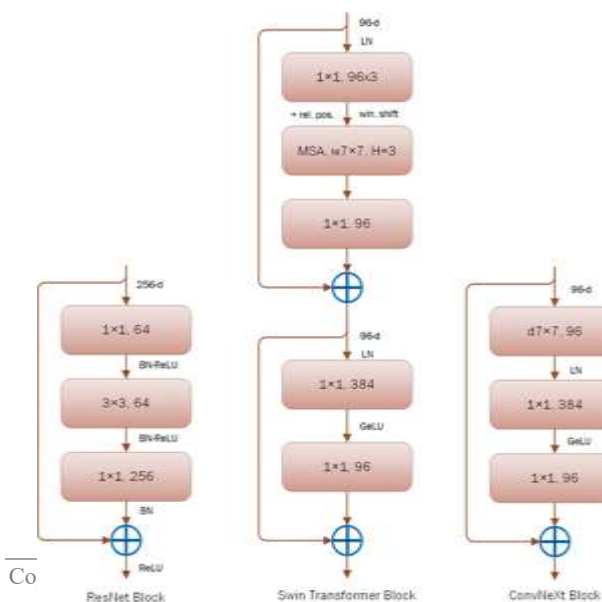 96-d
LN
1×1, 96x3
+ rel. pos. win. shift
MSA, w7×7, H=3
1×1, 96
256-d
1×1, 64
BN-ReLU
3×3, 64
BN-ReLU
1×1, 256
BN
ReLU
ResNet Block
96-d
LN
1×1, 384
GeLU
1×1, 96
Swin Transformer Block
96-d
d7×7, 96
LN
1×1, 384
GeLU
1×1, 96
ConvNeXt Block
Co